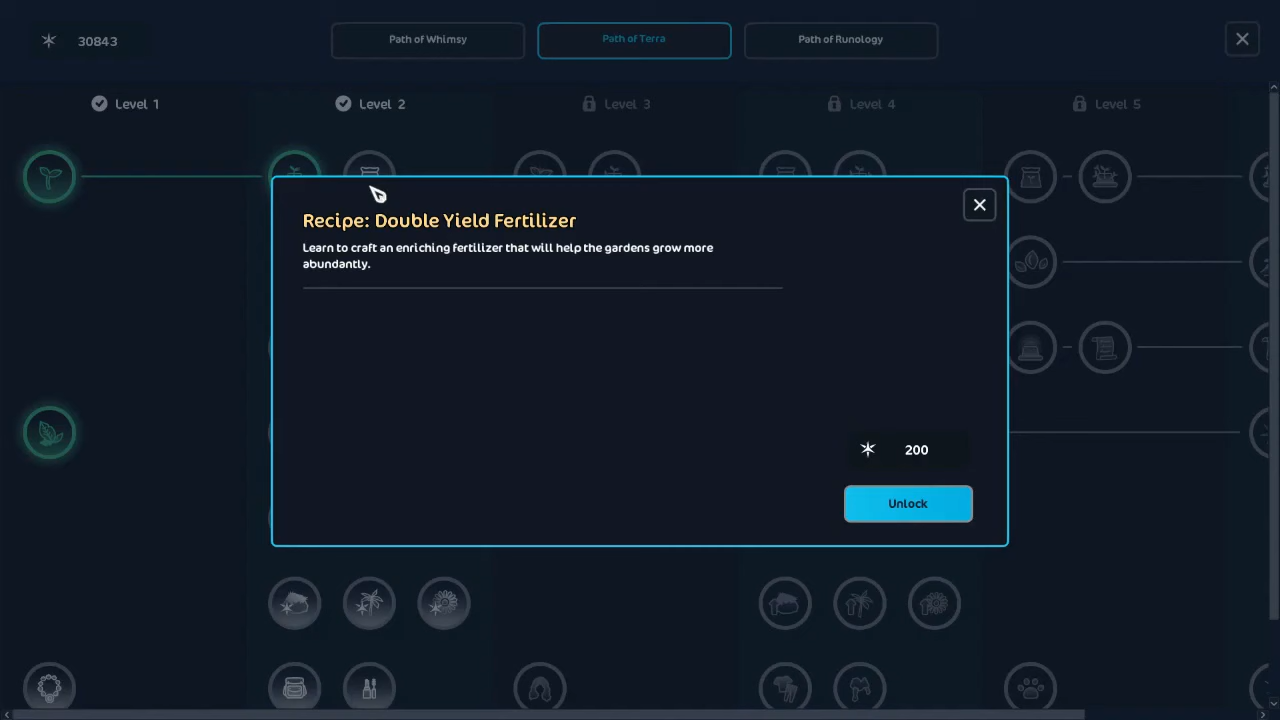 30843
Path of Whimsy
Path of Terra
Path of Runology
Level 1
Level 2
Level 3
Level 4
Level 5
Recipe: Double Yield Fertilizer
Learn to craft an enriching fertilizer that will help the gardens grow more
abundantly.
200
Unlock